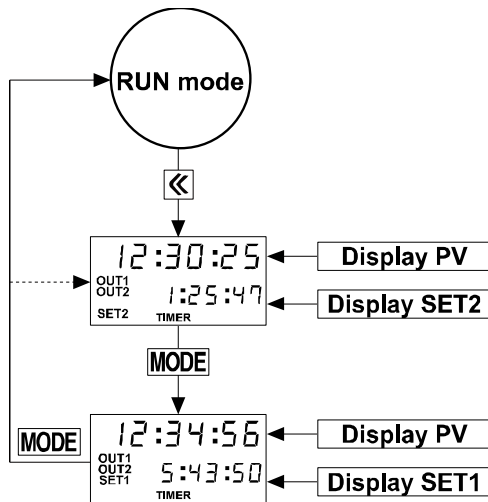 RUN mode
«
12:30:25
Display PV
OUT1
OUT2
1:25:47
Display SET2
SET2
TIMER
MODE
12:34:56
Display PV
MODE
OUT1
OUT2
SET1
5:43:50
Display SET1
TIMER